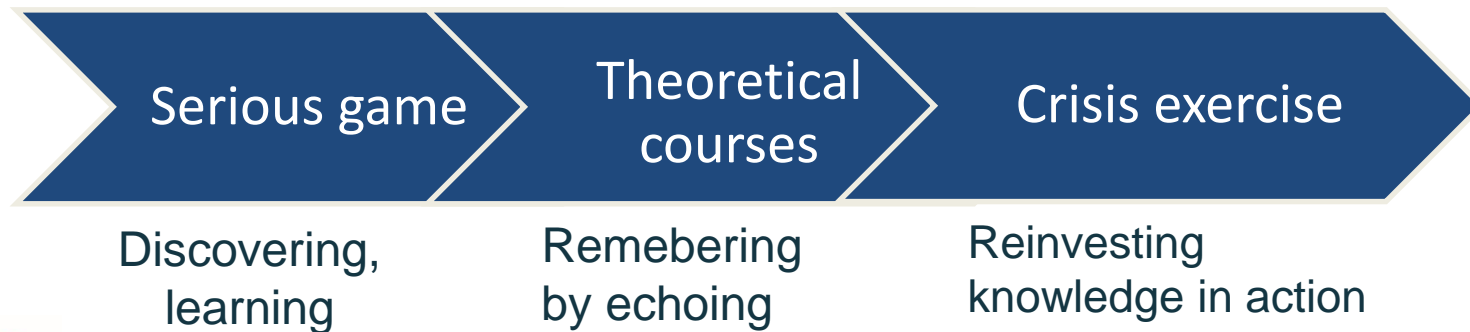 Serious game
Theoretical
courses
Crisis exercise
Discovering,
learning
Remebering
by echoing
Reinvesting
knowledge in action